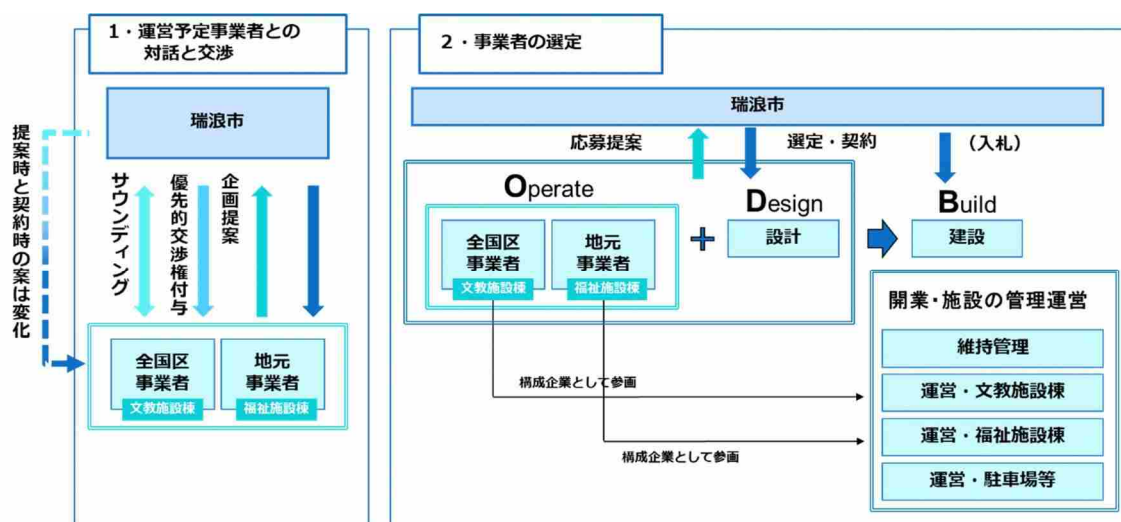 1・運営予定事業者との
対話と交渉
瑞浪市
提案時と契約時の案は変化
サウンディング
優先的交渉権付与
企画提案
全国区
事業者
文教施設棟
地元
事業者
福祉施設棟
2・事業者の選定
瑞浪市
応募提案
選定・契約
（入札）
Operate
全国区
事業者
文教施設棟
地元
事業者
福祉施設棟
Design
設計
Build
建設
構成企業として参画
構成企業として参画
開業・施設の管理運営
維持管理
運営・文教施設棟
運営・福祉施設棟
運営・駐車場等